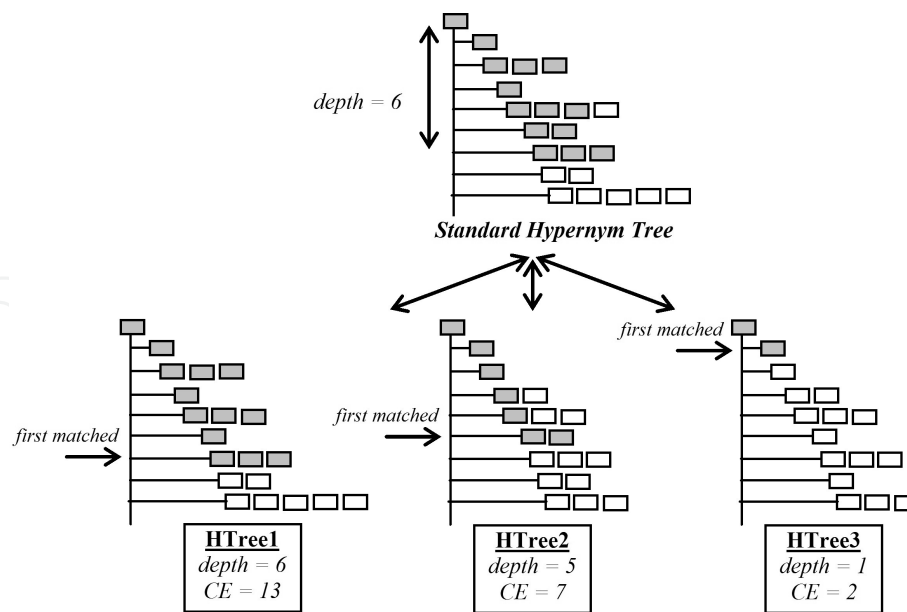 depth = 6
Standard Hypernym Tree
first matched
first matched
first matched
HTree1
depth = 6
CE = 13
HTree2
depth = 5
CE = 7
HTree3
depth = 1
CE = 2